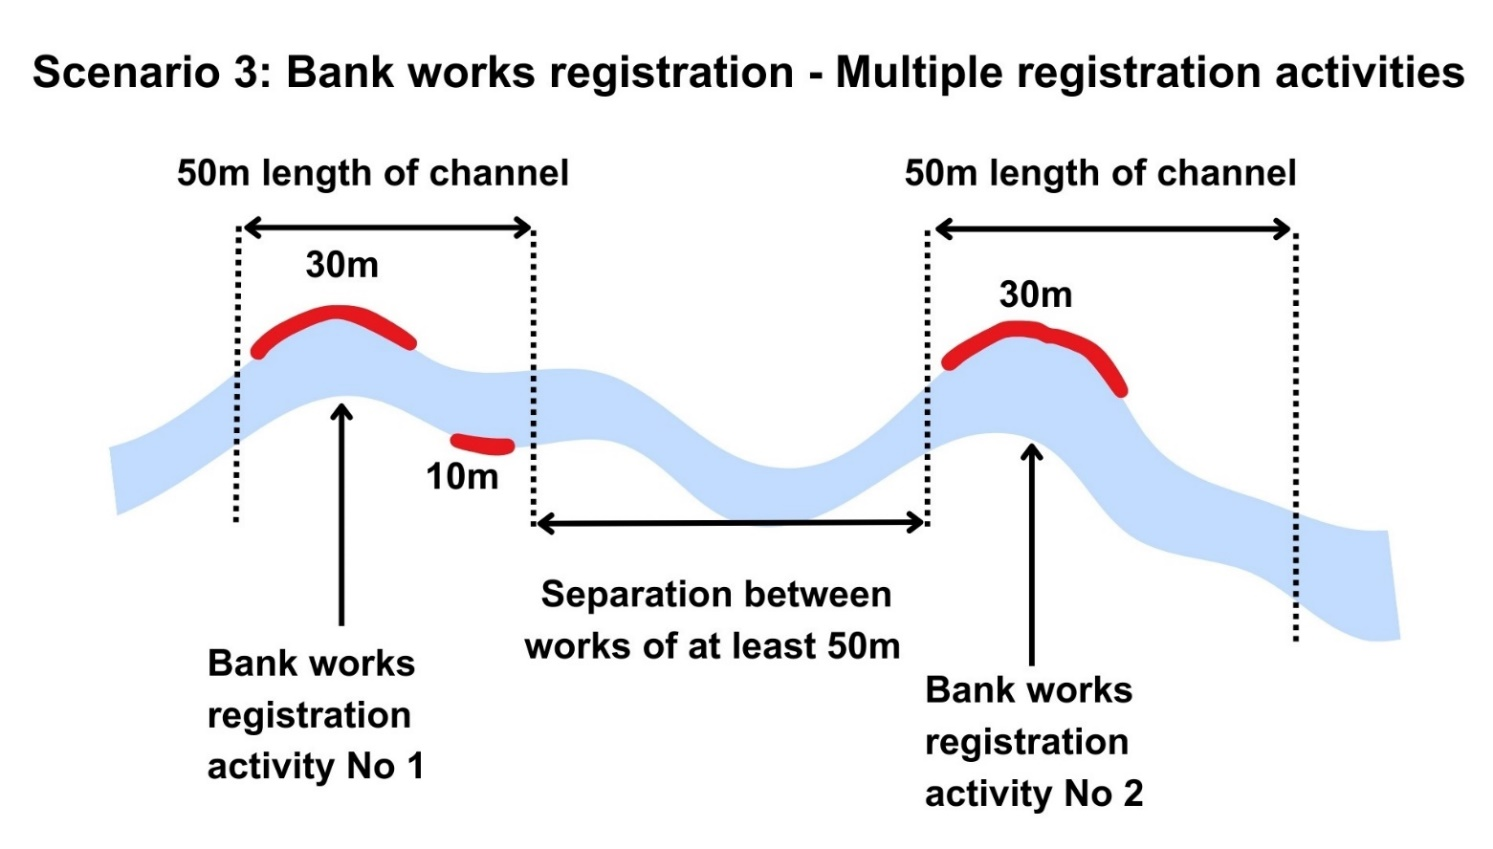 Scenario 3: Bank works registration - Multiple registration activities
50m length of channel
50m length of channel
30m
30m
10m
Separation between
works of at least 50m
Bank works
registration
activity No 1
Bank works
registration
activity No 2